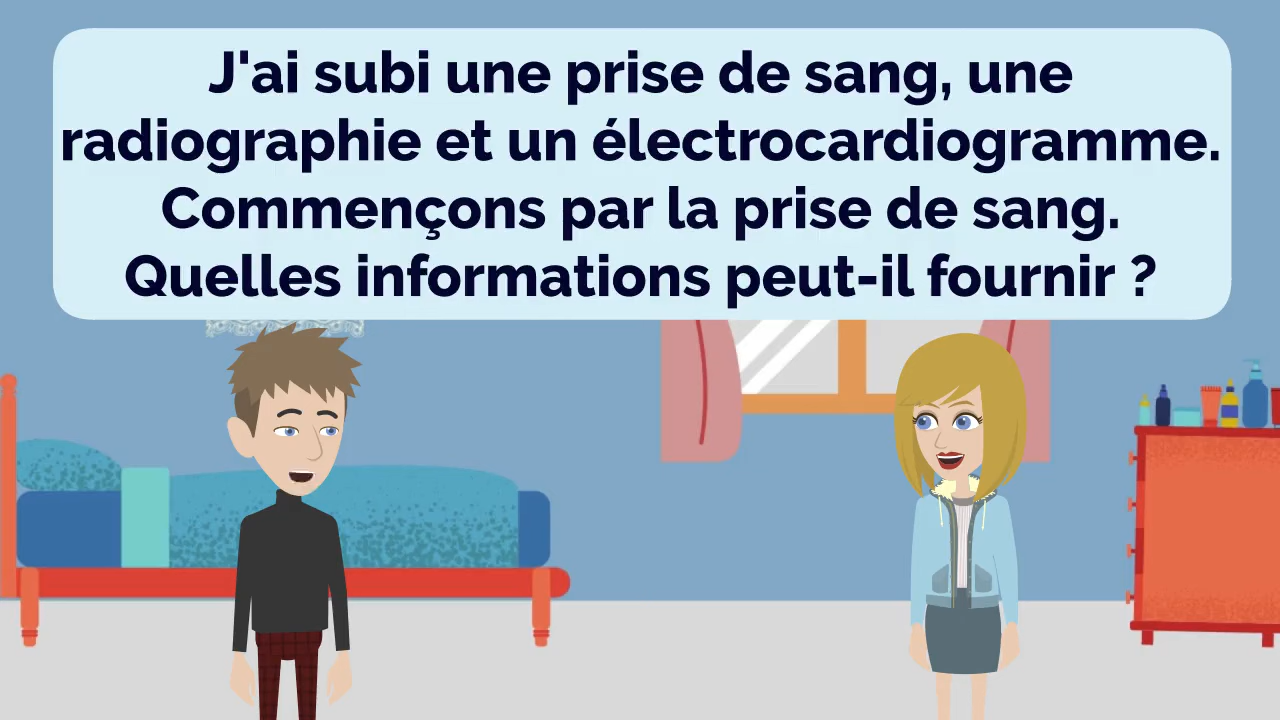 J'ai subi une prise de sang, une
radiographie et un électrocardiogramme.
Commençons par la prise de sang.
Quelles informations peut-il fournir ?